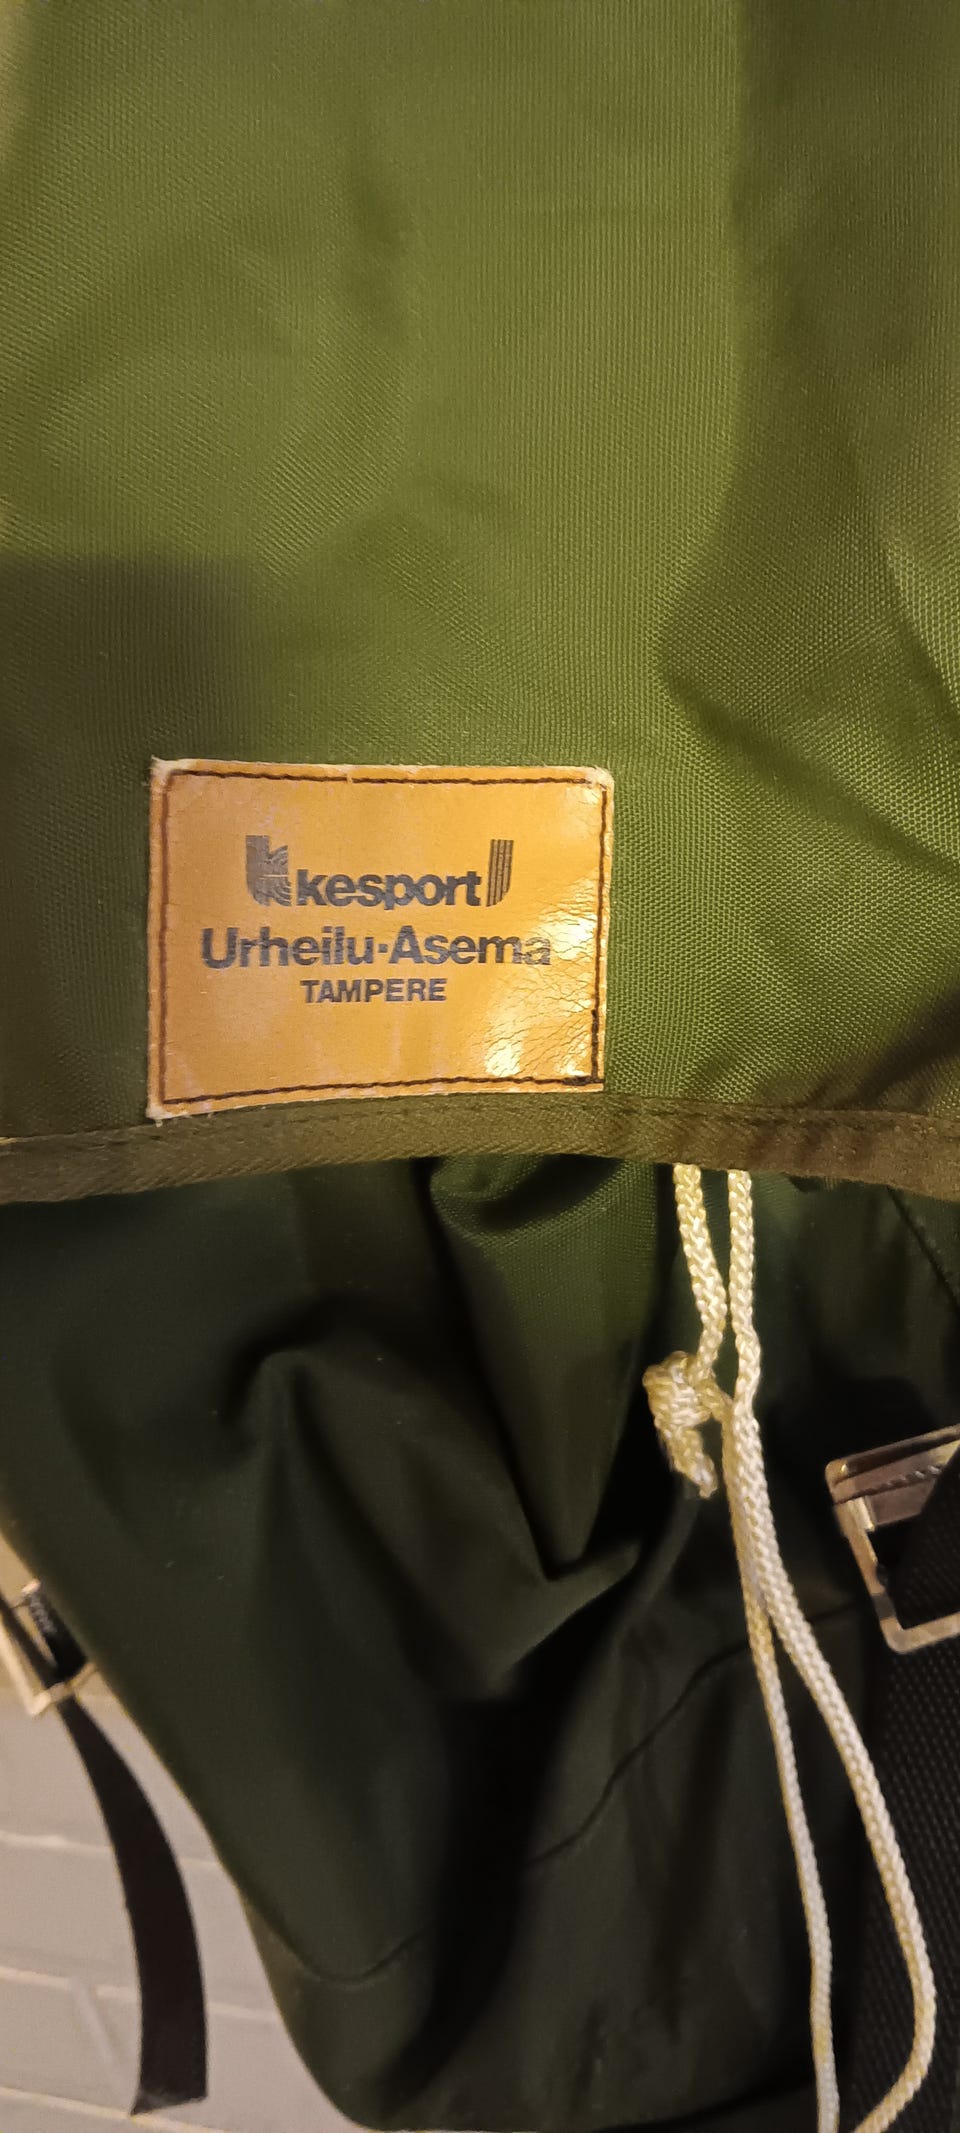 kesport
Urheilu-Asema
TAMPERE